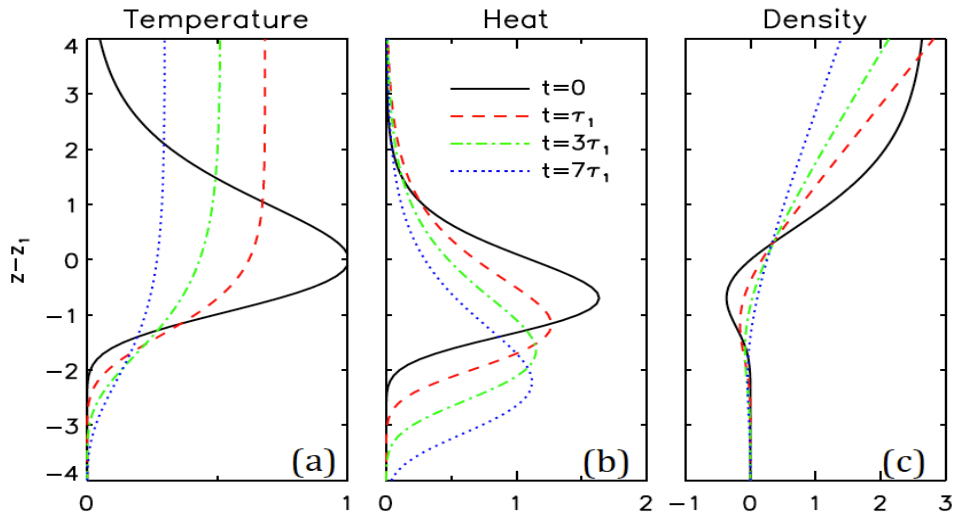 Temperature
Heat
Density
z−z₁
4
3
2
1
0
−1
−2
−3
−4
t=0
t=τ₁
t=3τ₁
t=7τ₁
(a)
(b)
(c)
0 1
0 1 2
−1 0 1 2 3